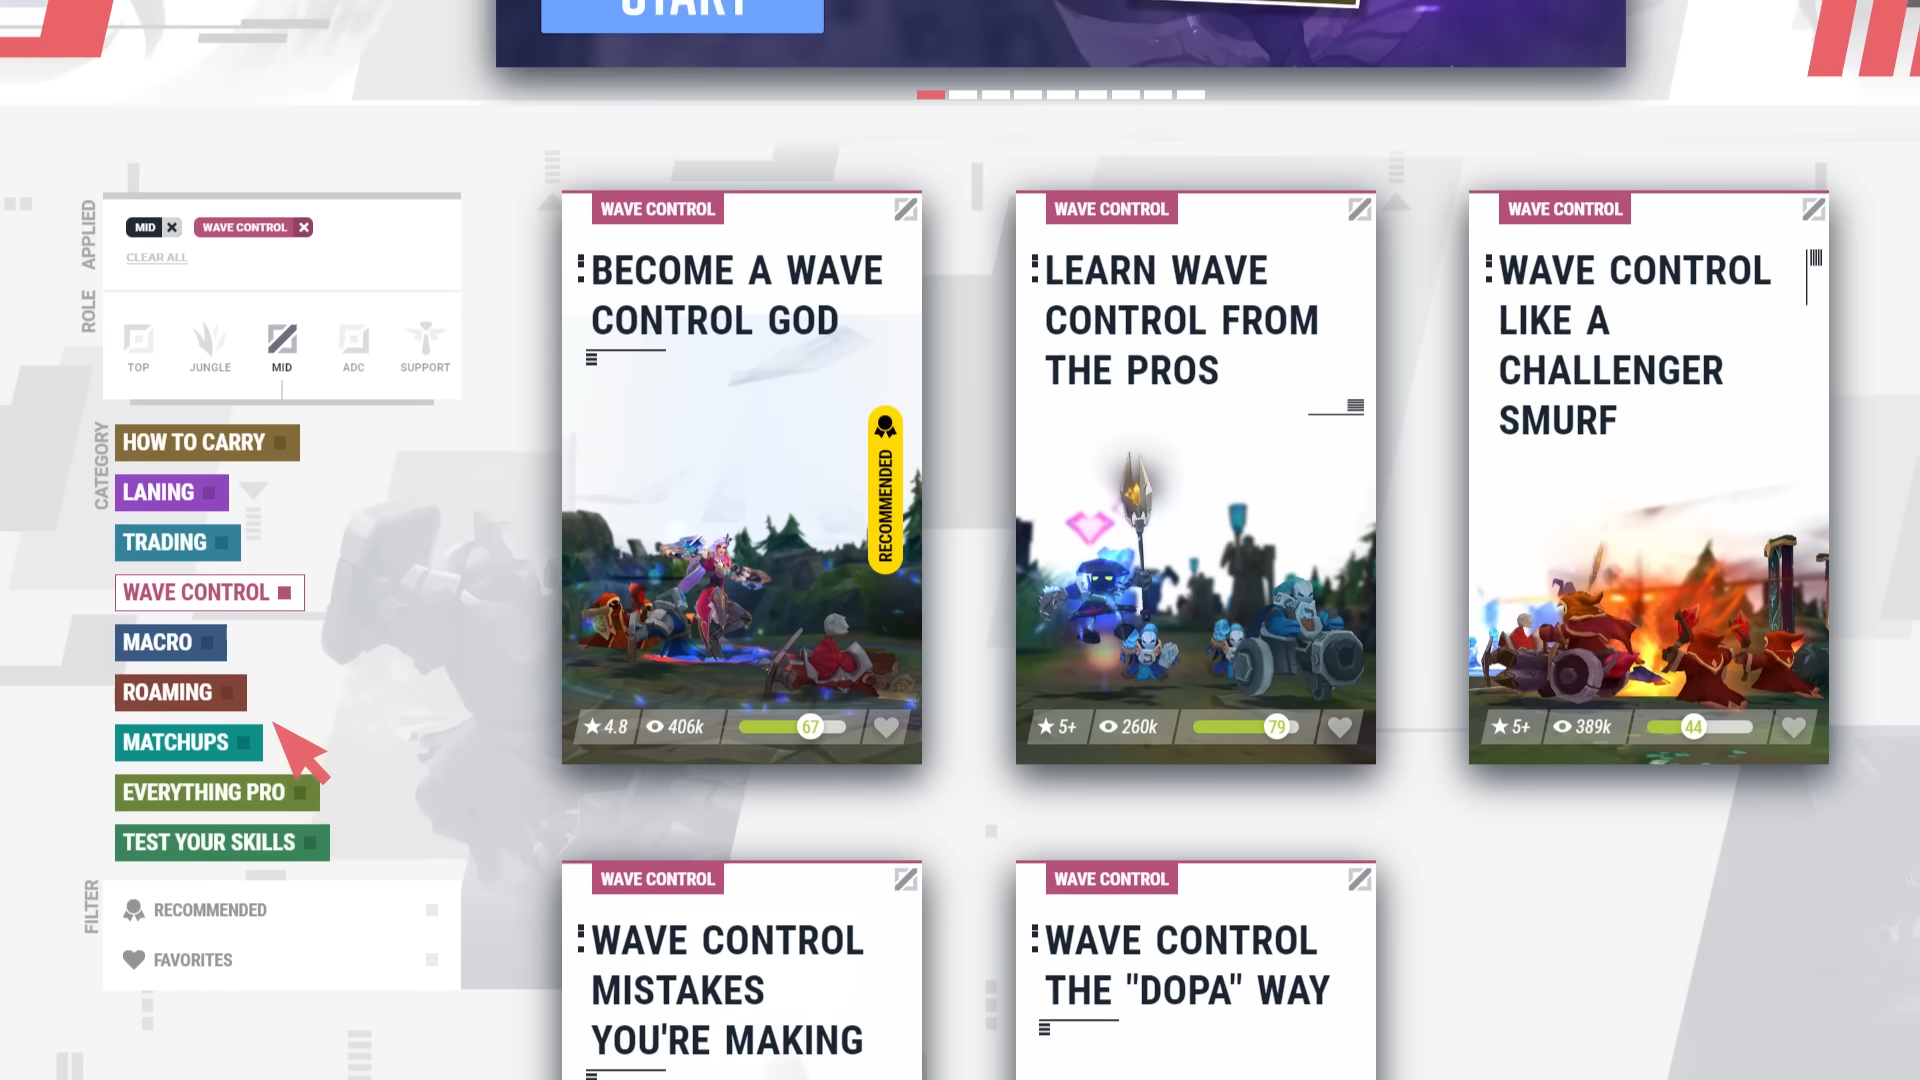 START
APPLIED
MID
WAVE CONTROL
CLEAR ALL
ROLE
TOP
JUNGLE
MID
ADC
SUPPORT
CATEGORY
HOW TO CARRY
LANING
TRADING
WAVE CONTROL
MACRO
ROAMING
MATCHUPS
EVERYTHING PRO
TEST YOUR SKILLS
FILTER
RECOMMENDED
FAVORITES
WAVE CONTROL
BECOME A WAVE
CONTROL GOD
RECOMMENDED
4.8 406k 67
WAVE CONTROL
LEARN WAVE
CONTROL FROM
THE PROS
5+ 260k 79
WAVE CONTROL
WAVE CONTROL
LIKE A
CHALLENGER
SMURF
5+ 389k 44
WAVE CONTROL
WAVE CONTROL
MISTAKES
YOU'RE MAKING
WAVE CONTROL
WAVE CONTROL
THE "DOPA" WAY